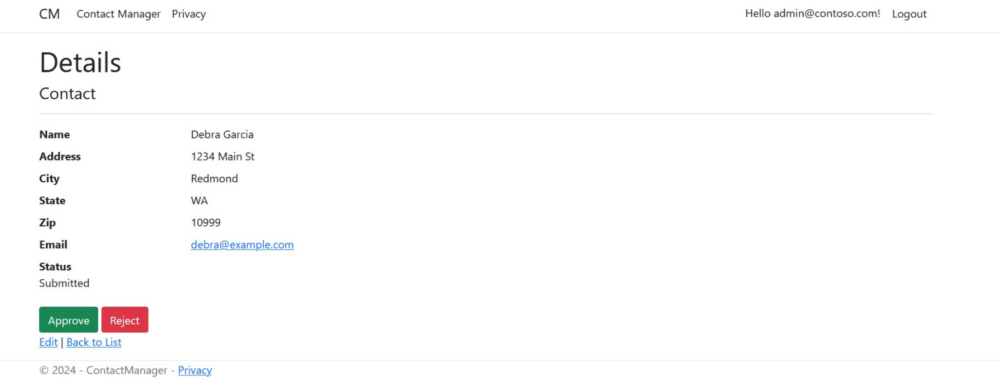 CM Contact Manager Privacy Hello admin@contoso.com! Logout
Details
Contact
Name Debra Garcia
Address 1234 Main St
City Redmond
State WA
Zip 10999
Email debra@example.com
Status
Submitted
Approve Reject
Edit | Back to List
© 2024 - ContactManager - Privacy